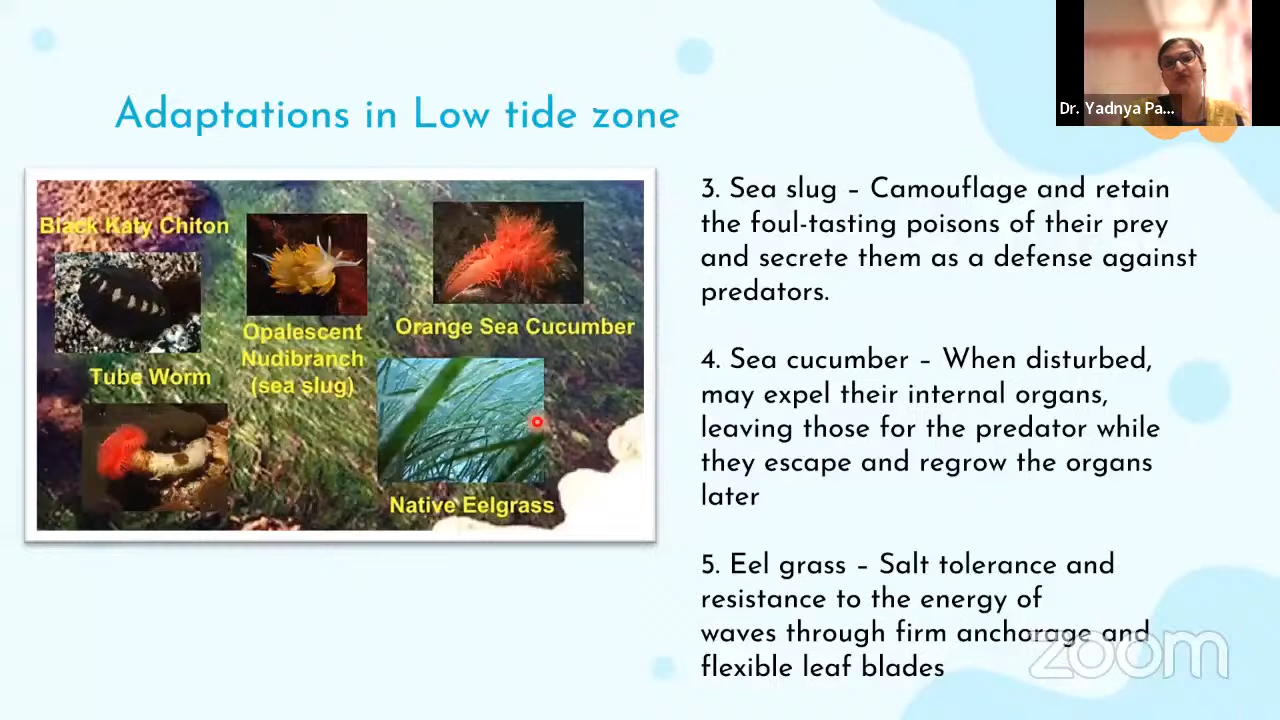 Dr. Yadnya Pa...
Adaptations in Low tide zone
Black Katy Chiton
Opalescent
Nudibranch
(sea slug)
Orange Sea Cucumber
Tube Worm
Native Eelgrass
3. Sea slug – Camouflage and retain
the foul-tasting poisons of their prey
and secrete them as a defense against
predators.
4. Sea cucumber – When disturbed,
may expel their internal organs,
leaving those for the predator while
they escape and regrow the organs
later
5. Eel grass – Salt tolerance and
resistance to the energy of
waves through firm anchorage and
flexible leaf blades
zoom